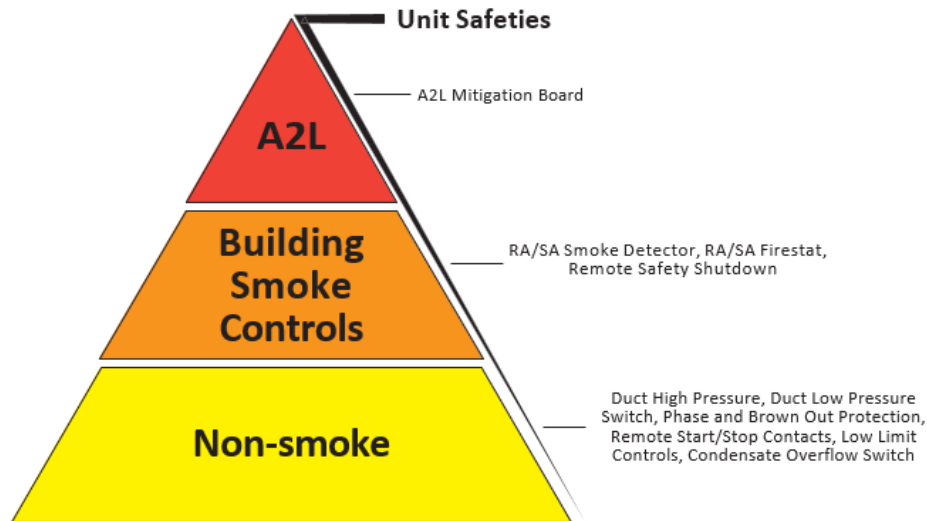 Unit Safeties
A2L Mitigation Board
A2L
Building
Smoke
Controls
RA/SA Smoke Detector, RA/SA Firestat,
Remote Safety Shutdown
Non-smoke
Duct High Pressure, Duct Low Pressure
Switch, Phase and Brown Out Protection,
Remote Start/Stop Contacts, Low Limit
Controls, Condensate Overflow Switch